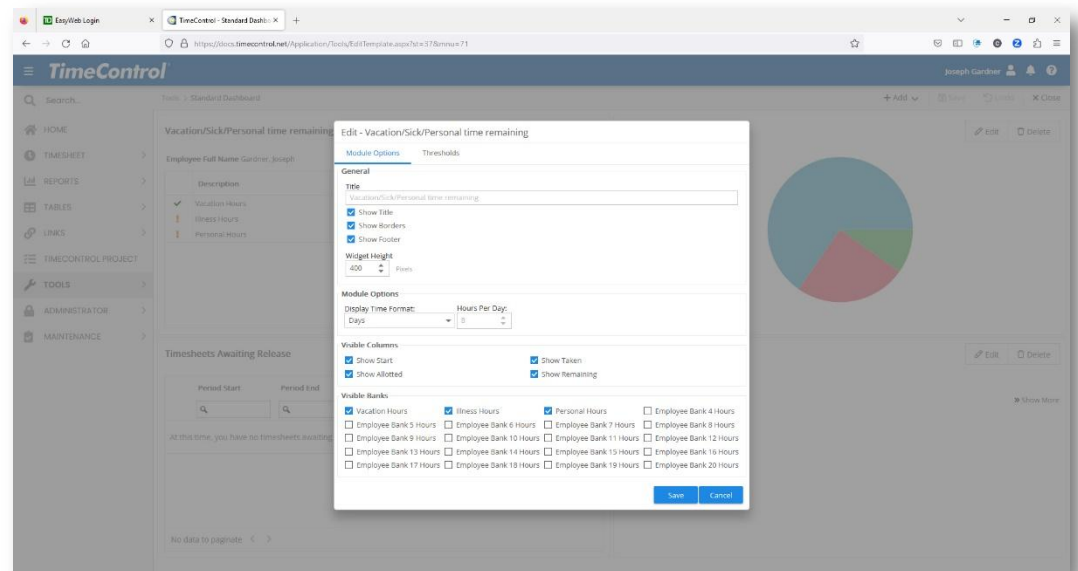 EasyWeb Login
TimeControl - Standard Dashbo
https://docs.timecontrol.net/Application/Tools/EditTemplate.aspx?st=37&mnu=71
TimeControl
Joseph Gardner
Search...
Tools > Standard Dashboard
+ Add
Save
Undo
X Close
HOME
TIMESHEET
REPORTS
TABLES
LINKS
TIMECONTROL PROJECT
TOOLS
ADMINISTRATOR
MAINTENANCE
Vacation/Sick/Personal time remaining
Employee Full Name Gardner, Joseph
Description
Vacation Hours
Illness Hours
Personal Hours
Edit Delete
Timesheets Awaiting Release
Period Start Period End
At this time, you have no timesheets awaiting
No data to paginate
Edit Delete
Show More
Edit - Vacation/Sick/Personal time remaining
Module Options Thresholds
General
Title
Vacation/Sick/Personal time remaining
Show Title
Show Borders
Show Footer
Widget Height
400 Pixels
Module Options
Display Time Format: Hours Per Day:
Days 8
Visible Columns
Show Start Show Taken
Show Allotted Show Remaining
Visible Banks
Vacation Hours Illness Hours Personal Hours Employee Bank 4 Hours
Employee Bank 5 Hours Employee Bank 6 Hours Employee Bank 7 Hours Employee Bank 8 Hours
Employee Bank 9 Hours Employee Bank 10 Hours Employee Bank 11 Hours Employee Bank 12 Hours
Employee Bank 13 Hours Employee Bank 14 Hours Employee Bank 15 Hours Employee Bank 16 Hours
Employee Bank 17 Hours Employee Bank 18 Hours Employee Bank 19 Hours Employee Bank 20 Hours
Save Cancel